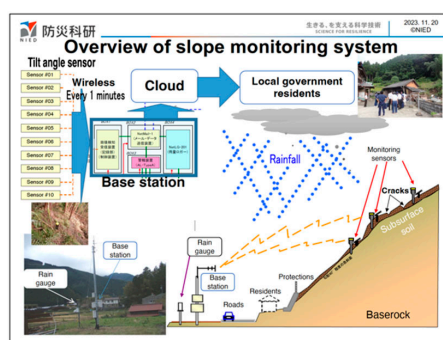 防災科研
NIED
生きる、を支える科学技術
SCIENCE FOR RESILIENCE
2023. 11. 20
©NIED
Overview of slope monitoring system
Tilt angle sensor
Sensor #01
Sensor #02
Sensor #03
Sensor #04
Sensor #05
Sensor #06
Sensor #07
Sensor #08
Sensor #09
Sensor #10
Wireless
Every 1 minutes
Cloud
Local government
residents
Base station
Rainfall
Monitoring
sensors
Cracks
Subsurface
soil
Base
station
Rain
gauge
Rain
gauge
Base
station
Roads
Residents
Protections
Baserock